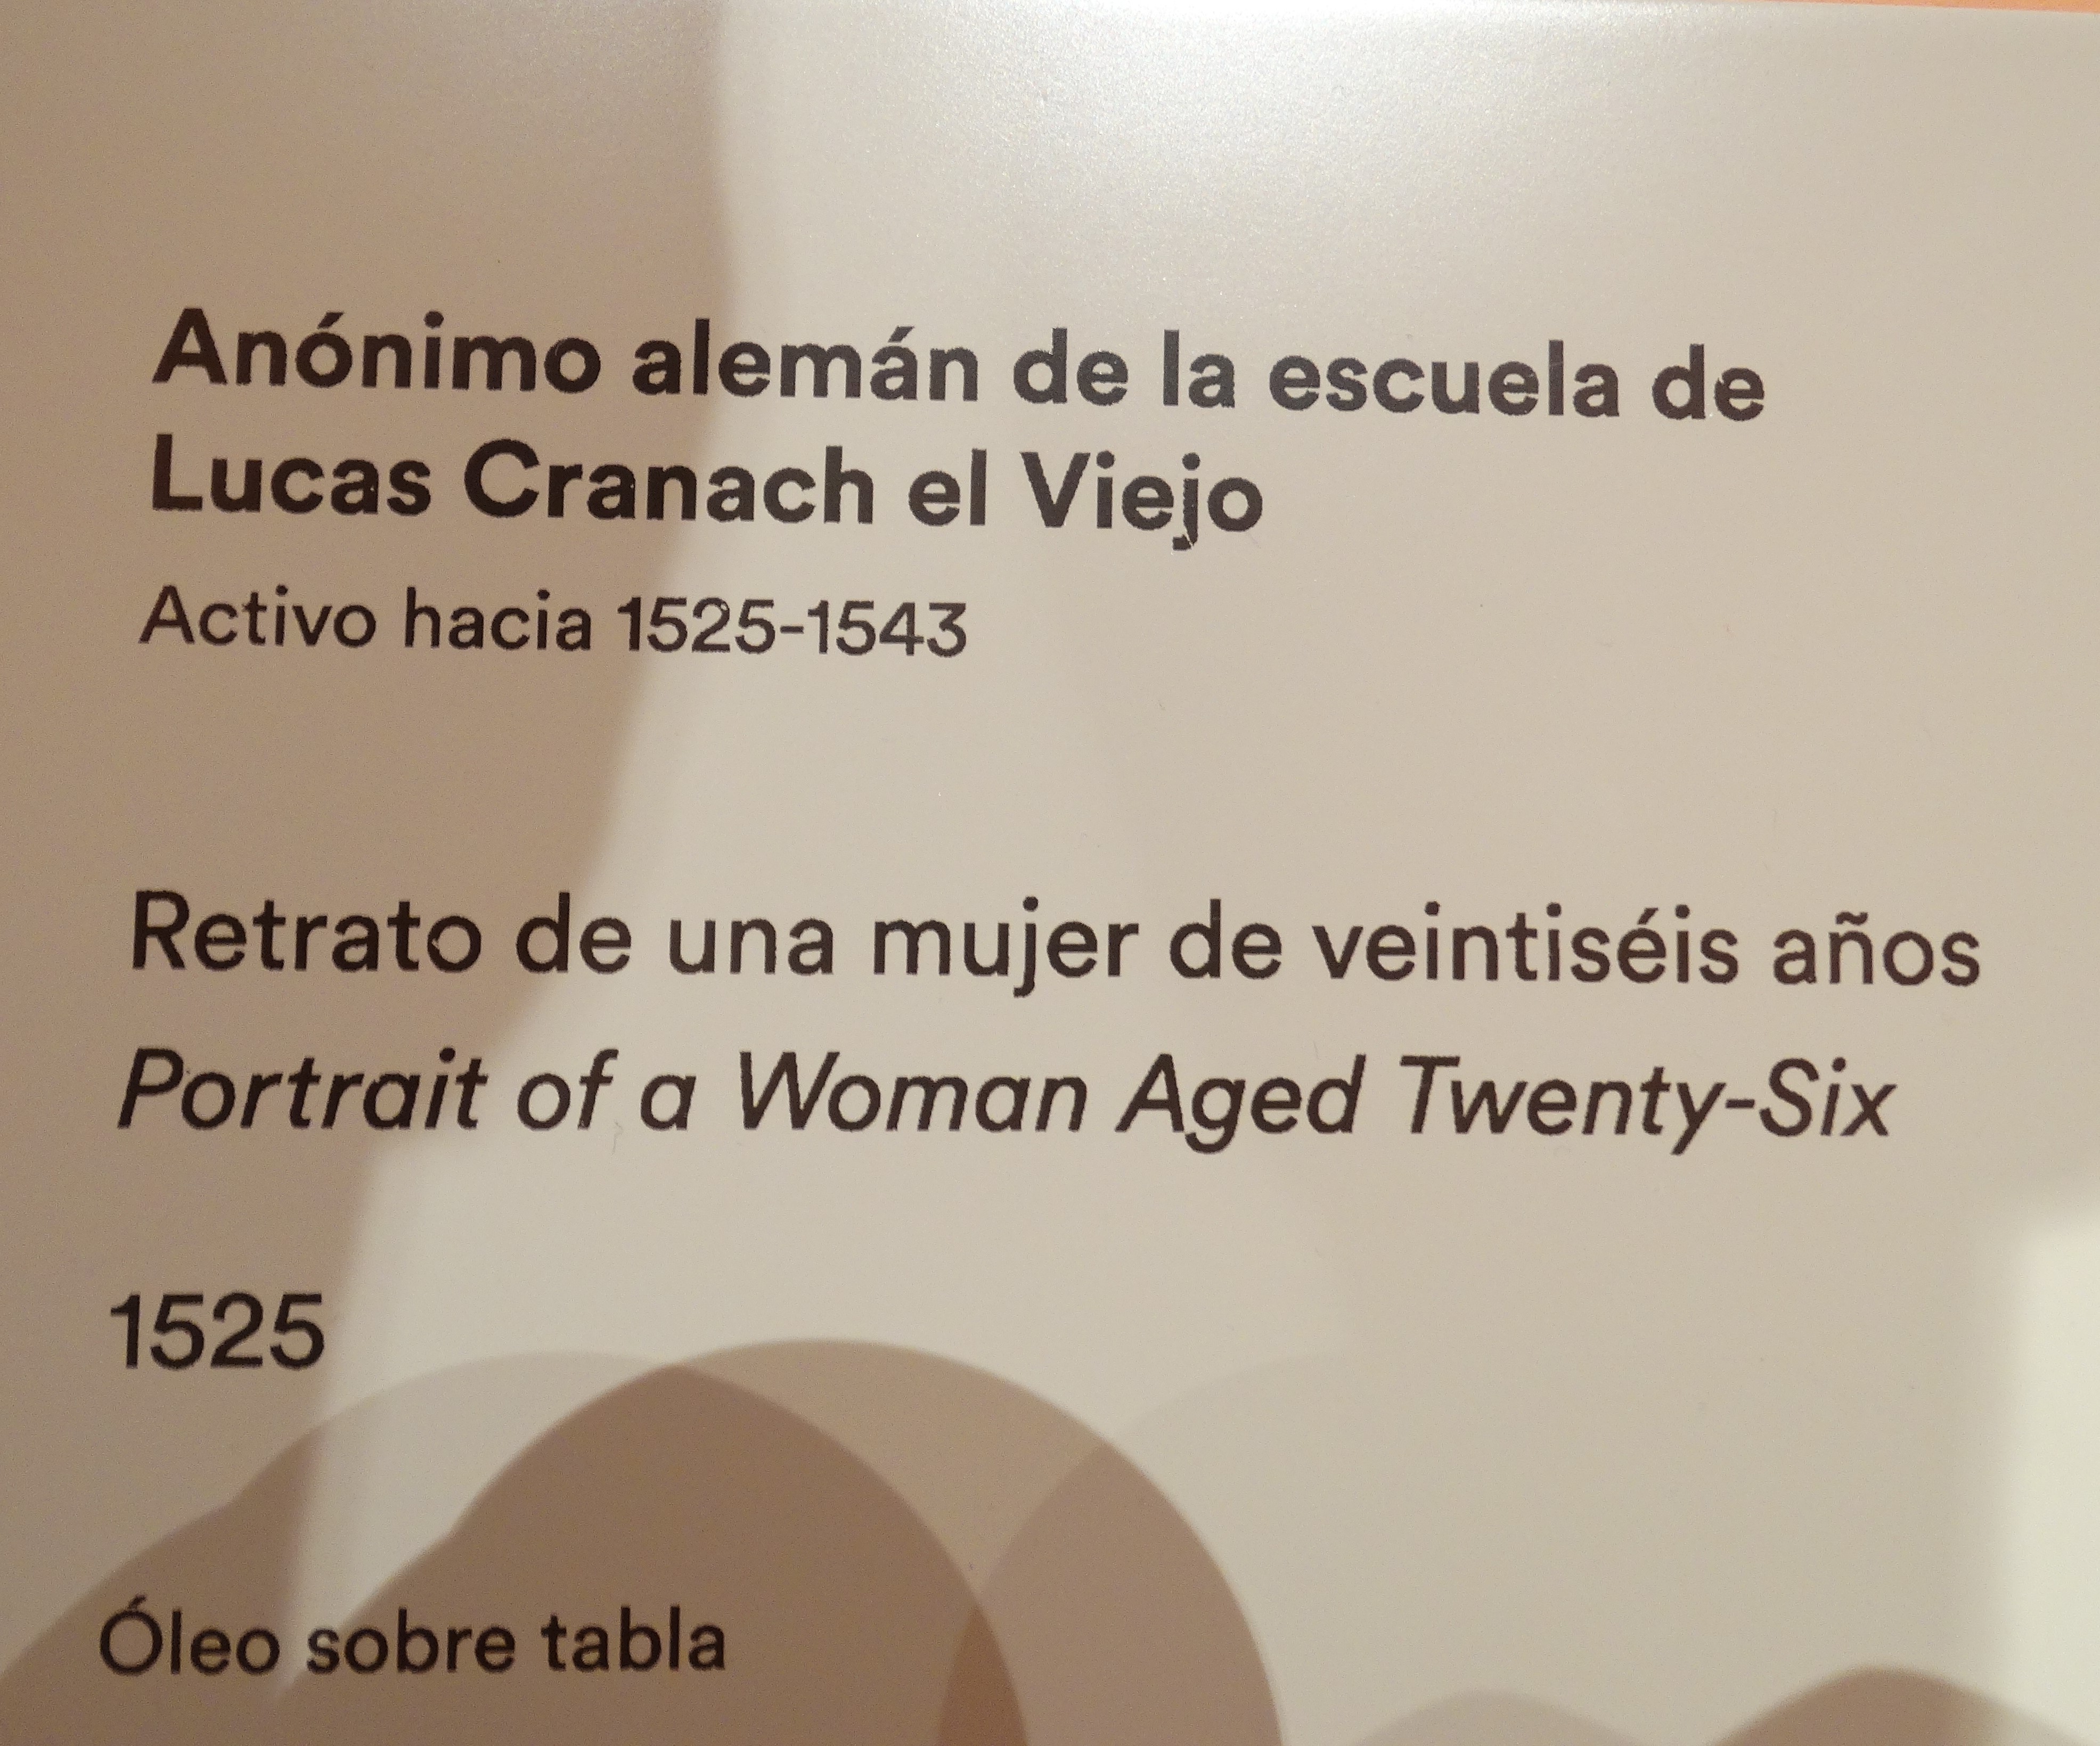 Anónimo alemán de la escuela de
Lucas Cranach el Viejo
Activo hacia 1525-1543
Retrato de una mujer de veintiséis años
Portrait of a Woman Aged Twenty-Six
1525
Óleo sobre tabla